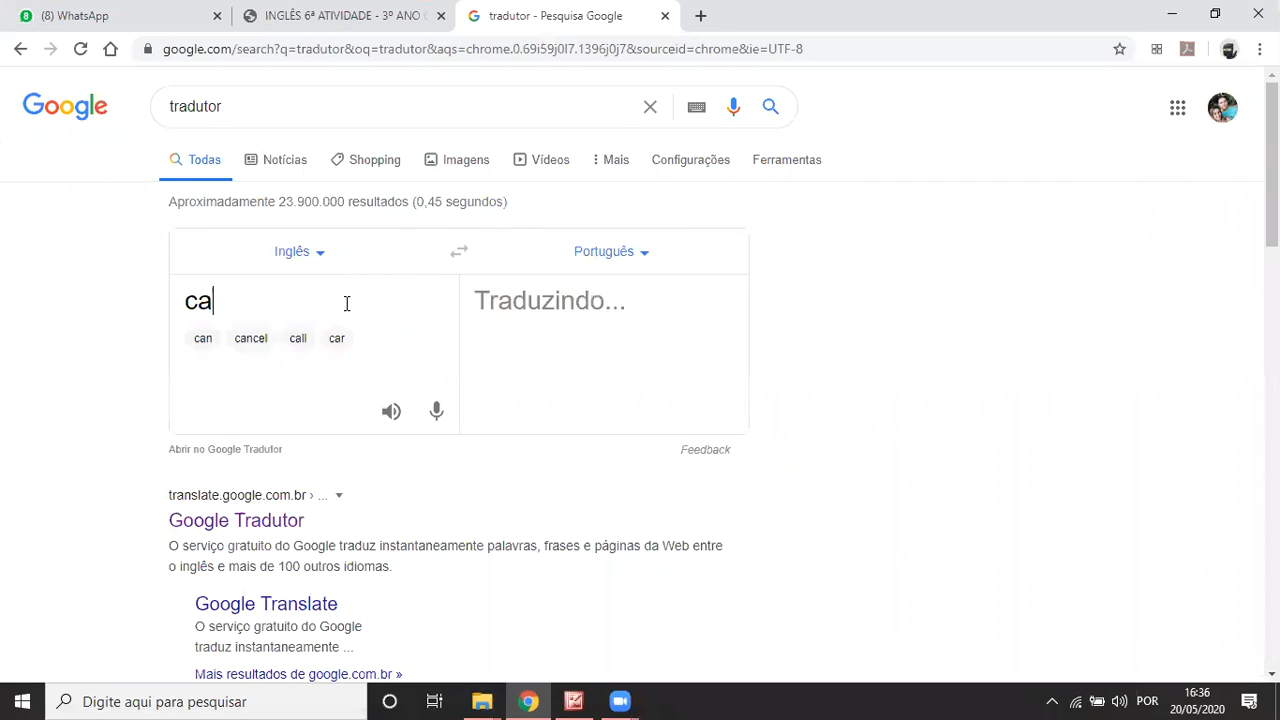 (8) WhatsApp
INGLÊS 6ª ATIVIDADE - 3º ANO
tradutor - Pesquisa Google
google.com/search?q=tradutor&oq=tradutor&aqs=chrome.0.69i59j0l7.1396j0j7&sourceid=chrome&ie=UTF-8
Google
tradutor
Todas
Notícias
Shopping
Imagens
Vídeos
Mais
Configurações
Ferramentas
Aproximadamente 23.900.000 resultados (0,45 segundos)
Inglês
Português
ca
Traduzindo...
can cancel call car
Abrir no Google Tradutor
Feedback
translate.google.com.br › ...
Google Tradutor
O serviço gratuito do Google traduz instantaneamente palavras, frases e páginas da Web entre
o inglês e mais de 100 outros idiomas.
Google Translate
O serviço gratuito do Google
traduz instantaneamente ...
Mais resultados de google.com.br »
Digite aqui para pesquisar
POR
16:36
20/05/2020